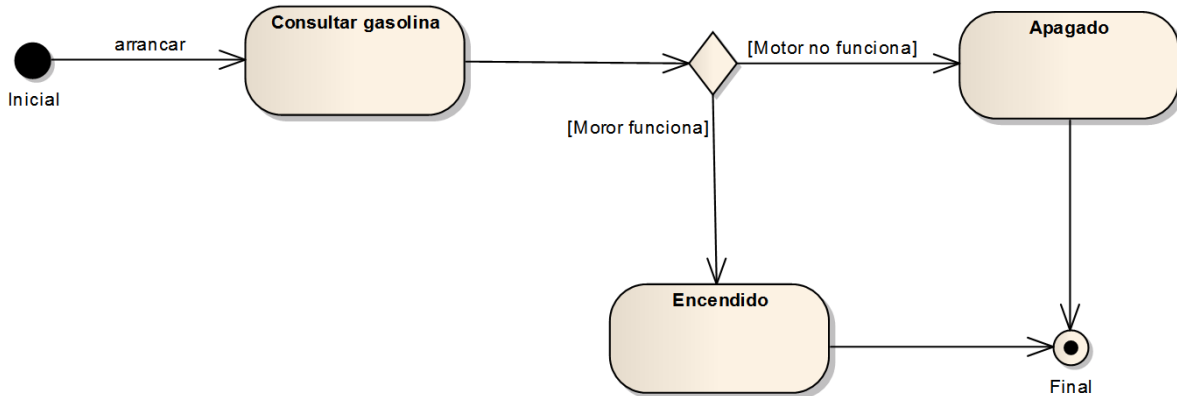 Consultar gasolina
arrancar
Inicial
[Motor no funciona]
Apagado
[Moror funciona]
Encendido
Final